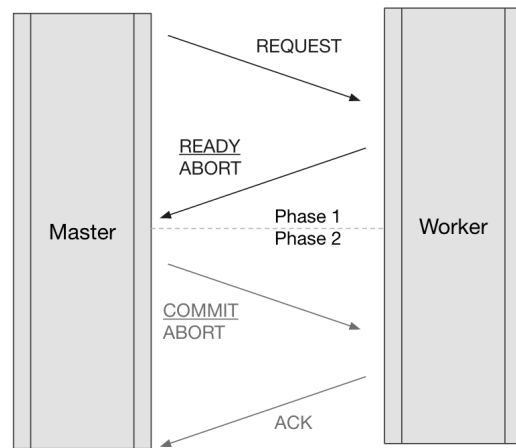 REQUEST
READY
ABORT
Phase 1
Master
Worker
Phase 2
COMMIT
ABORT
ACK